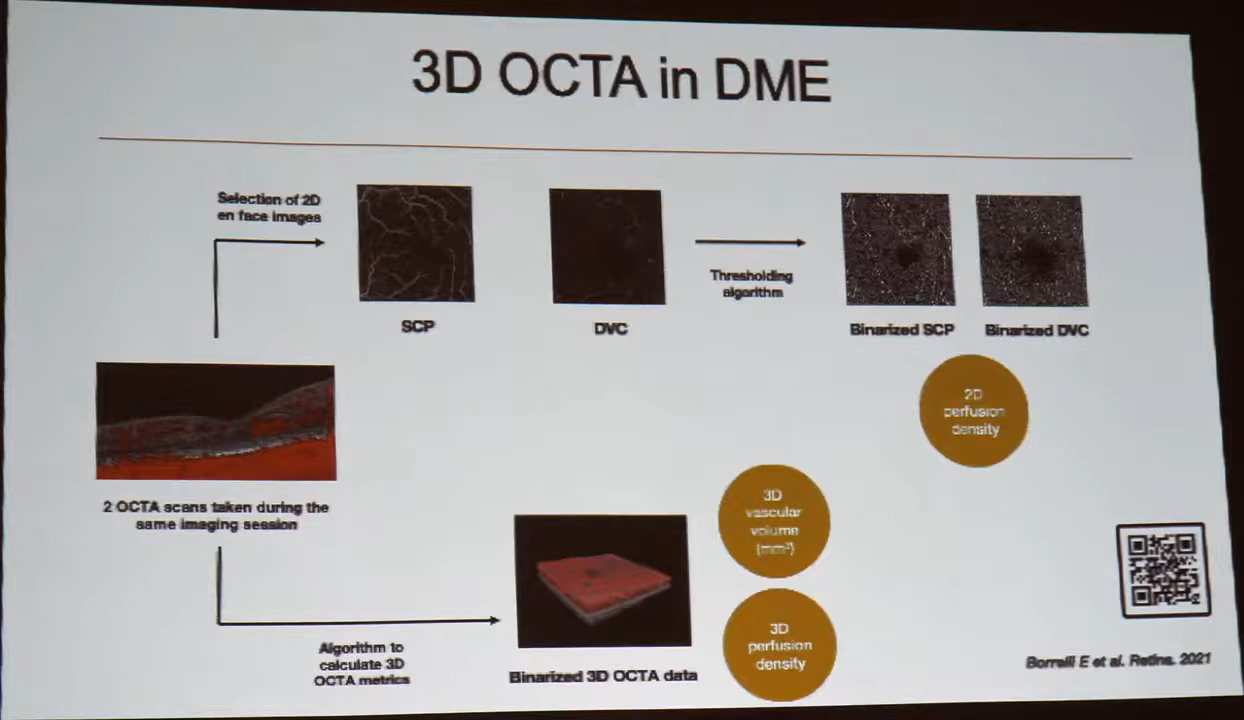 3D OCTA in DME
Selection of 2D
en face images
SCP
DVC
Thresholding
algorithm
Binarized SCP
Binarized DVC
2D
perfusion
density
2 OCTA scans taken during the
same imaging session
3D
vascular
volume
(mm³)
Algorithm to
calculate 3D
OCTA metrics
Binarized 3D OCTA data
3D
perfusion
density
Borrelli E et al. Retina. 2021